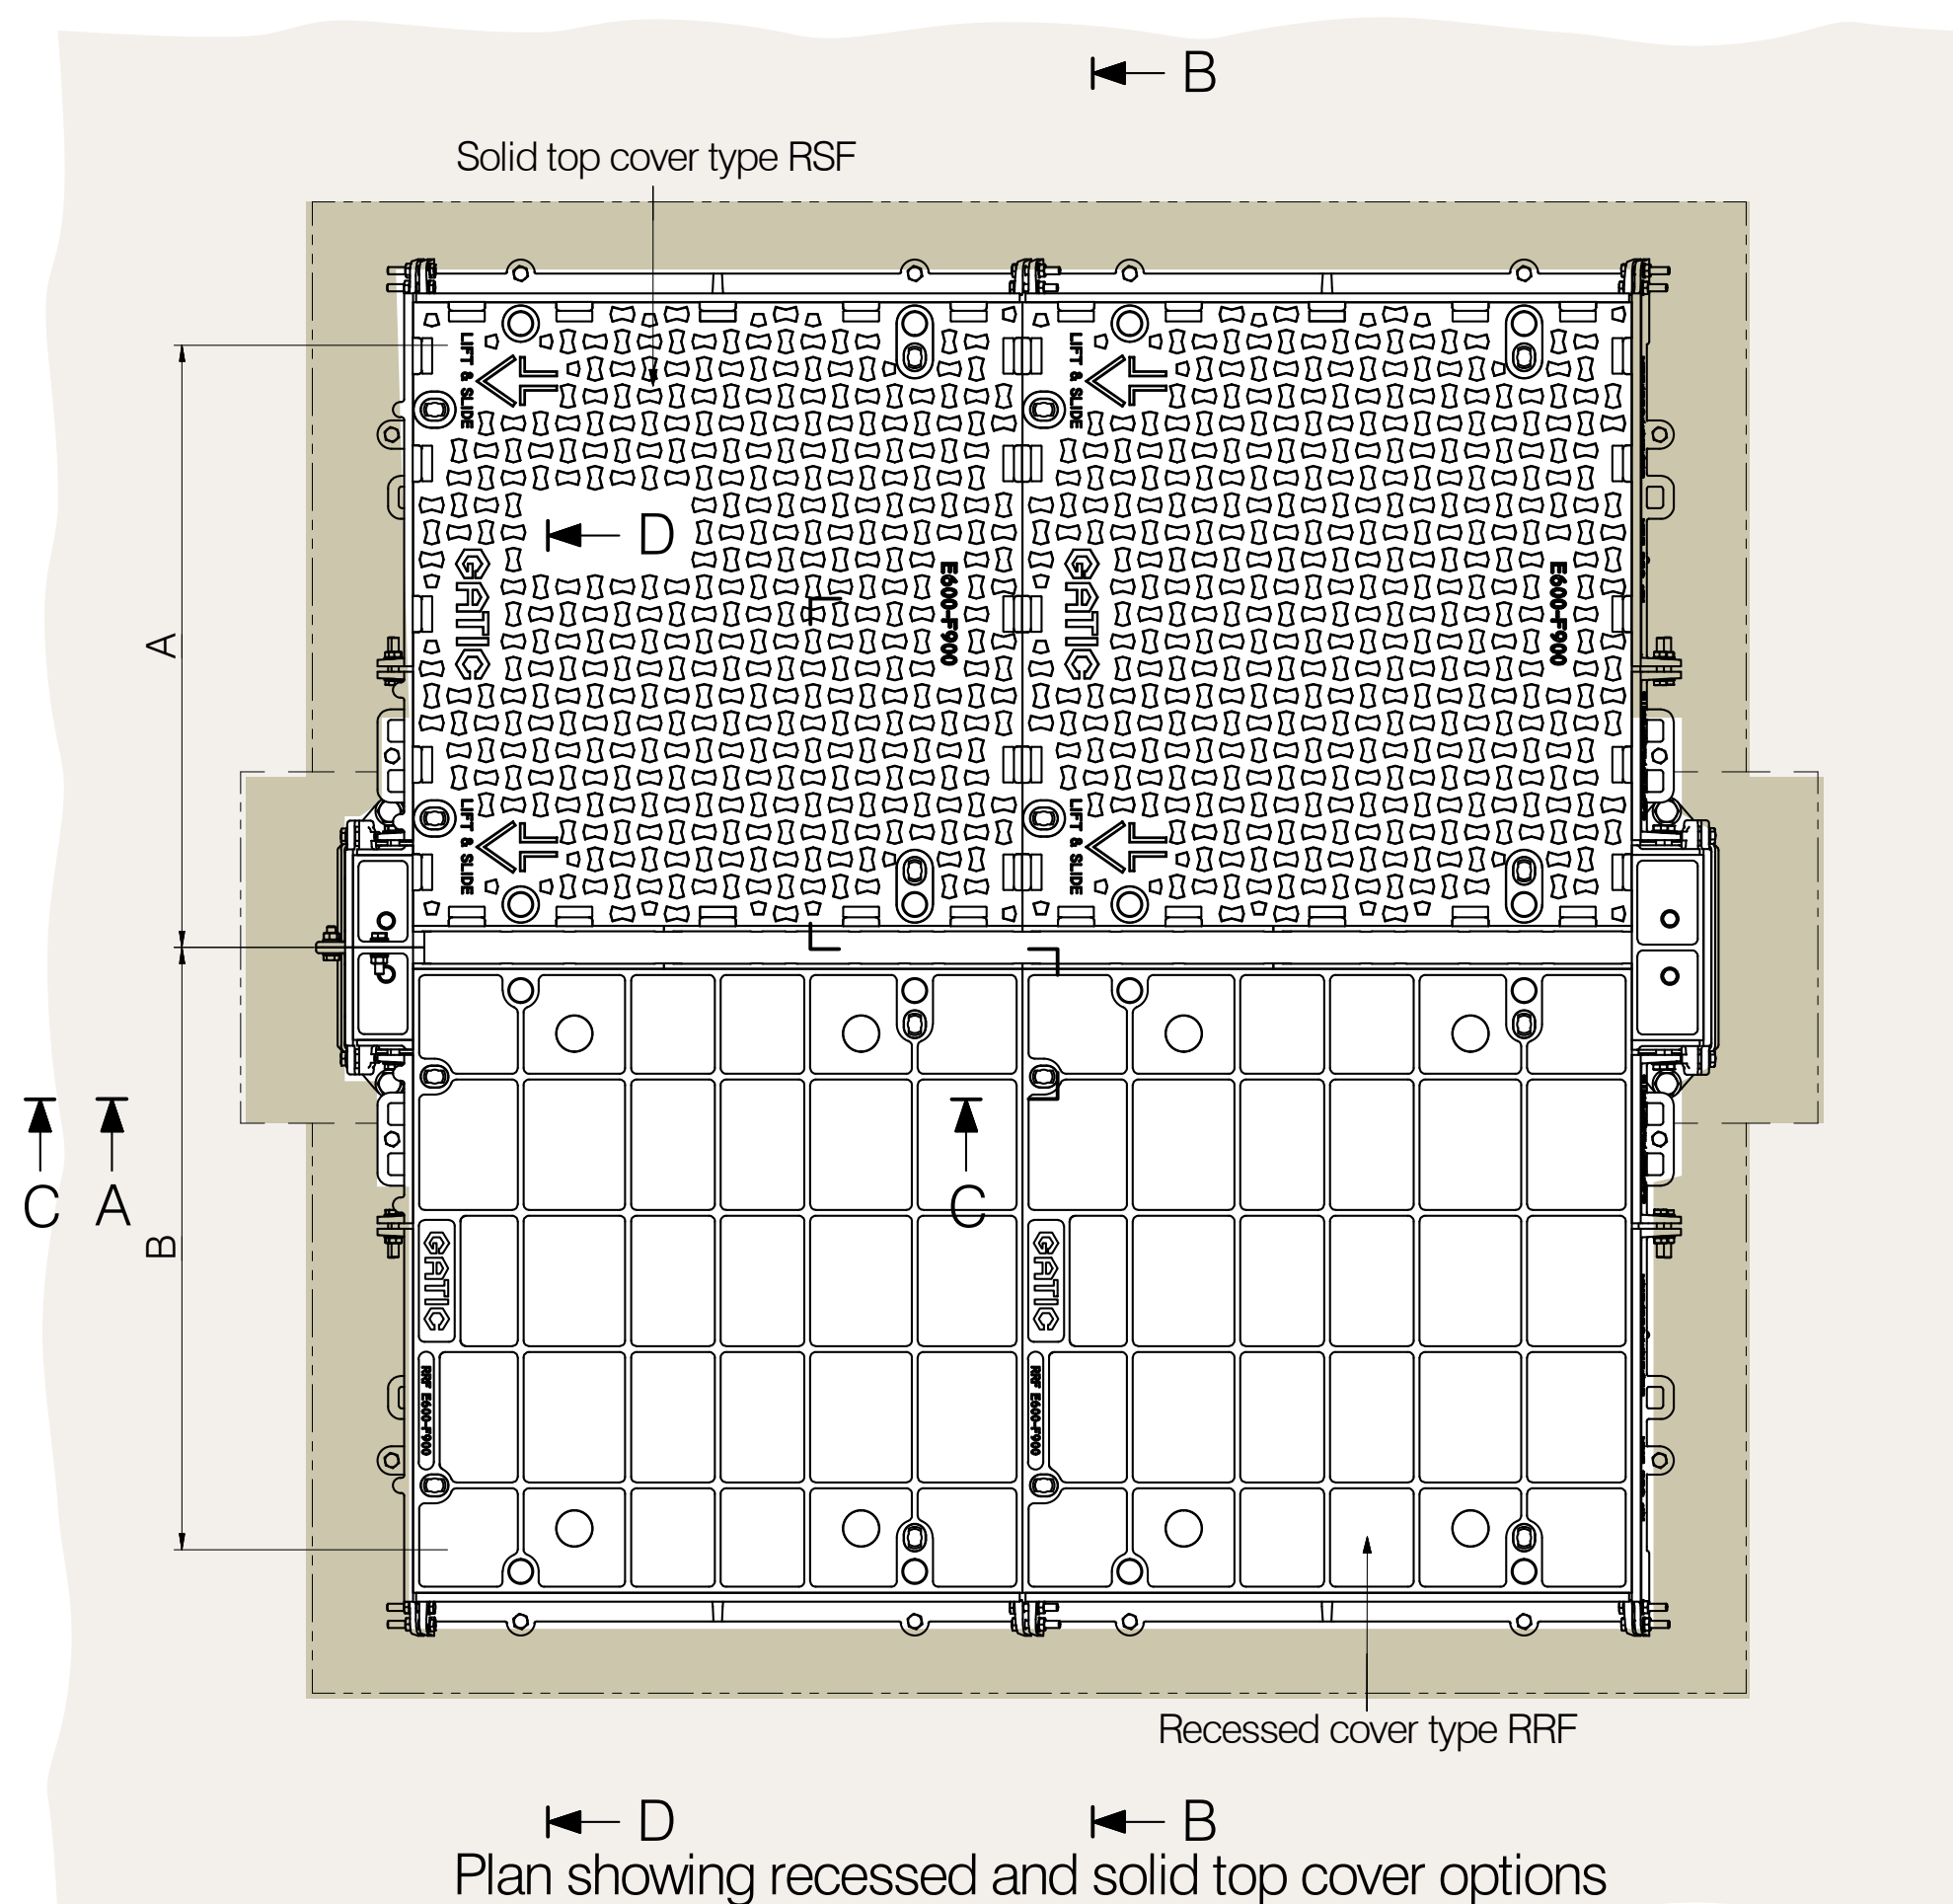 B
Solid top cover type RSF
LIFT & SLIDE
LIFT & SLIDE
D
GATIC
E600-F900
GATIC
E600-F900
A
LIFT & SLIDE
LIFT & SLIDE
C
A
C
B
GATIC
GATIC
RRF E600-F900
RRF E600-F900
Recessed cover type RRF
D
B
Plan showing recessed and solid top cover options